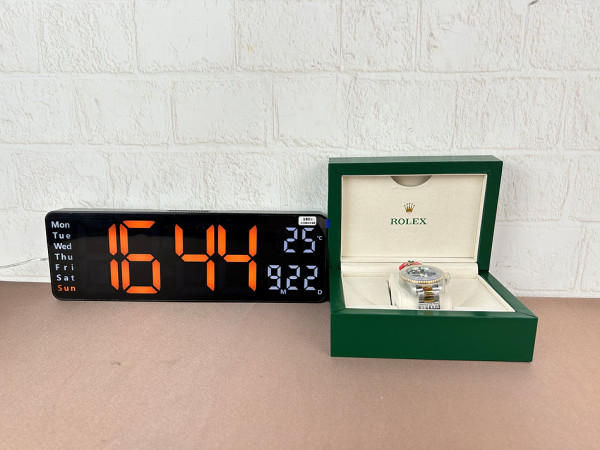 Mon
Tue
Wed
Thu
Fri
Sat
Sun
16 44
25 °C
9 22
M D
ROLEX